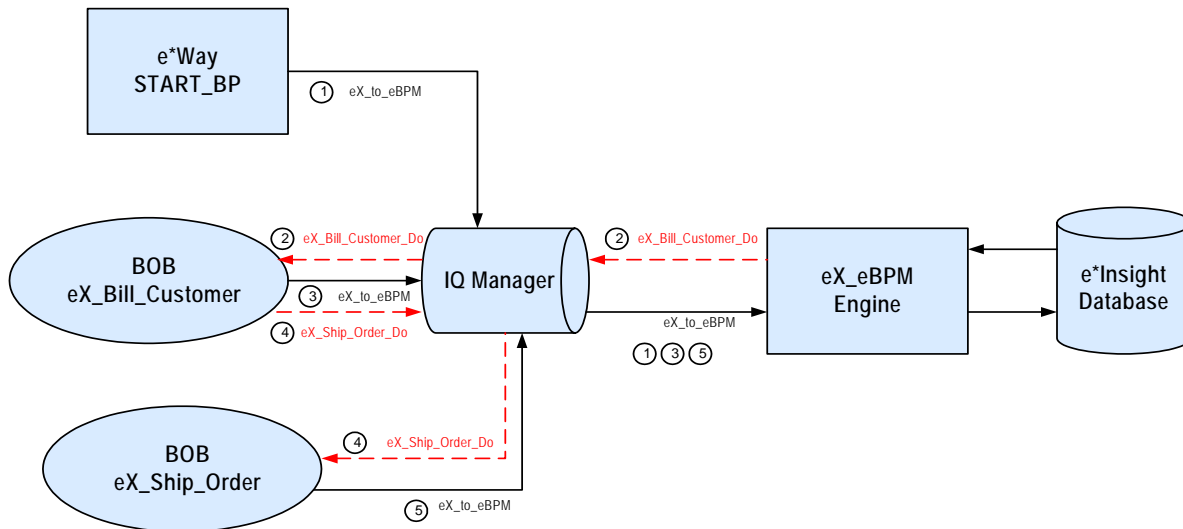 e*Way
START_BP
1 eX_to_eBPM
2 eX_Bill_Customer_Do
2 eX_Bill_Customer_Do
BOB
eX_Bill_Customer
IQ Manager
eX_eBPM
Engine
e*Insight
Database
3 eX_to_eBPM
4 eX_Ship_Order_Do
eX_to_eBPM
1 3 5
4 eX_Ship_Order_Do
BOB
eX_Ship_Order
5 eX_to_eBPM